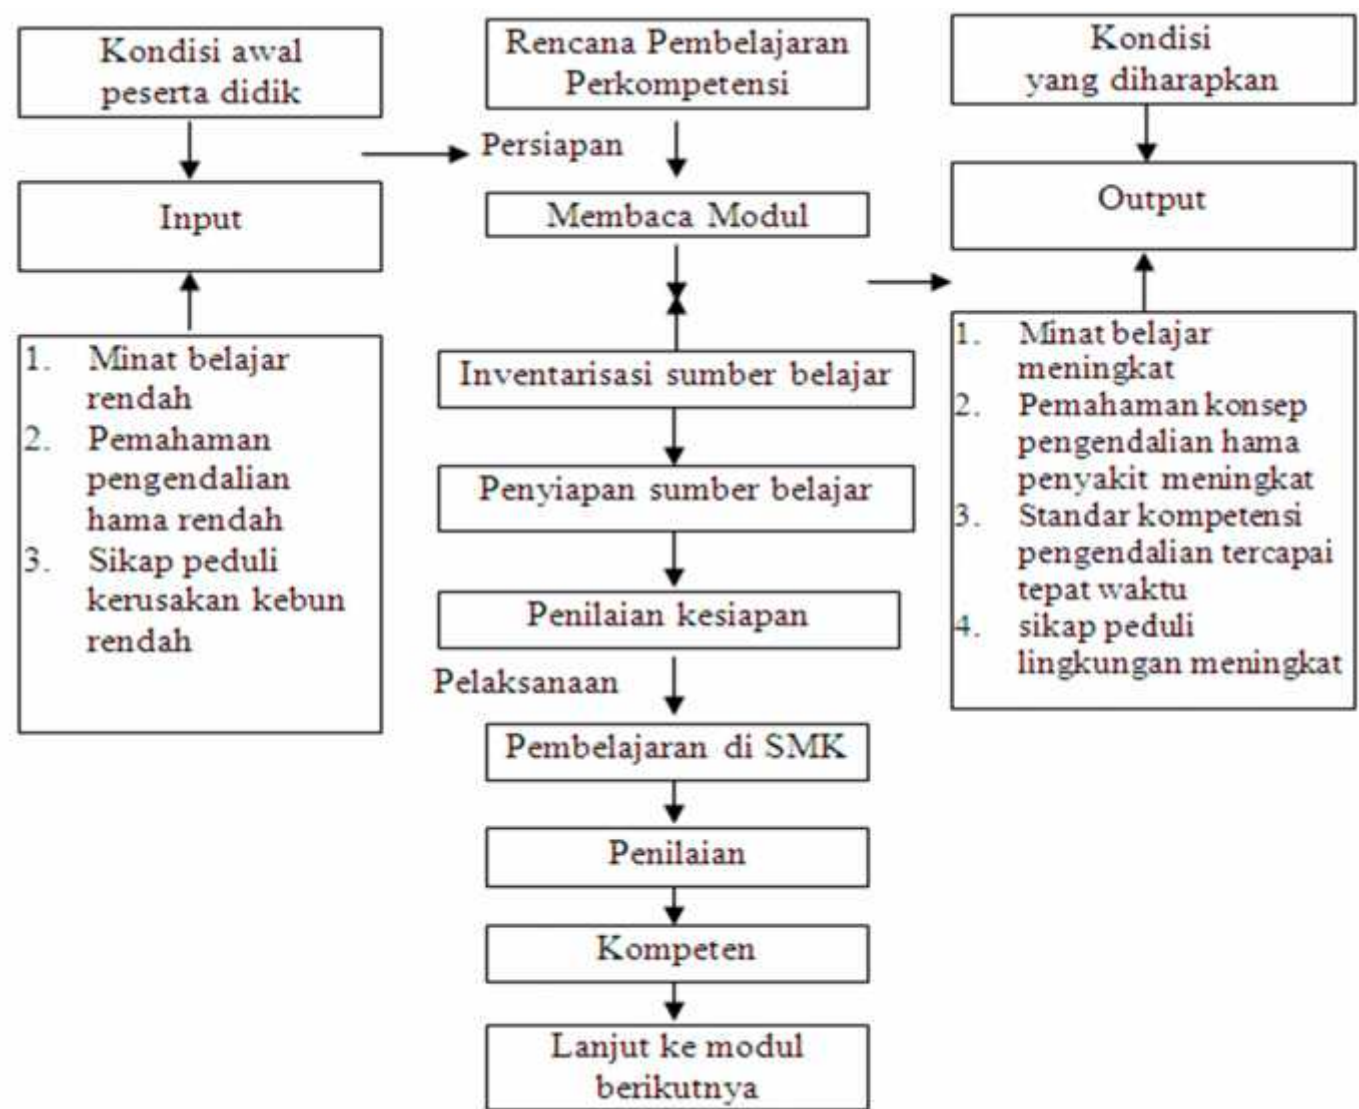 Kondisi awal
peserta didik
Input
1. Minat belajar
rendah
2. Pemahaman
pengendalian
hama rendah
3. Sikap peduli
kerusakan kebun
rendah
Rencana Pembelajaran
Perkompetensi
Persiapan
Membaca Modul
Inventarisasi sumber belajar
Penyiapan sumber belajar
Penilaian kesiapan
Pelaksanaan
Pembelajaran di SMK
Penilaian
Kompeten
Lanjut ke modul
berikutnya
Kondisi
yang diharapkan
Output
1. Minat belajar
meningkat
2. Pemahaman konsep
pengendalian hama
penyakit meningkat
3. Standar kompetensi
pengendalian tercapai
tepat waktu
4. sikap peduli
lingkungan meningkat